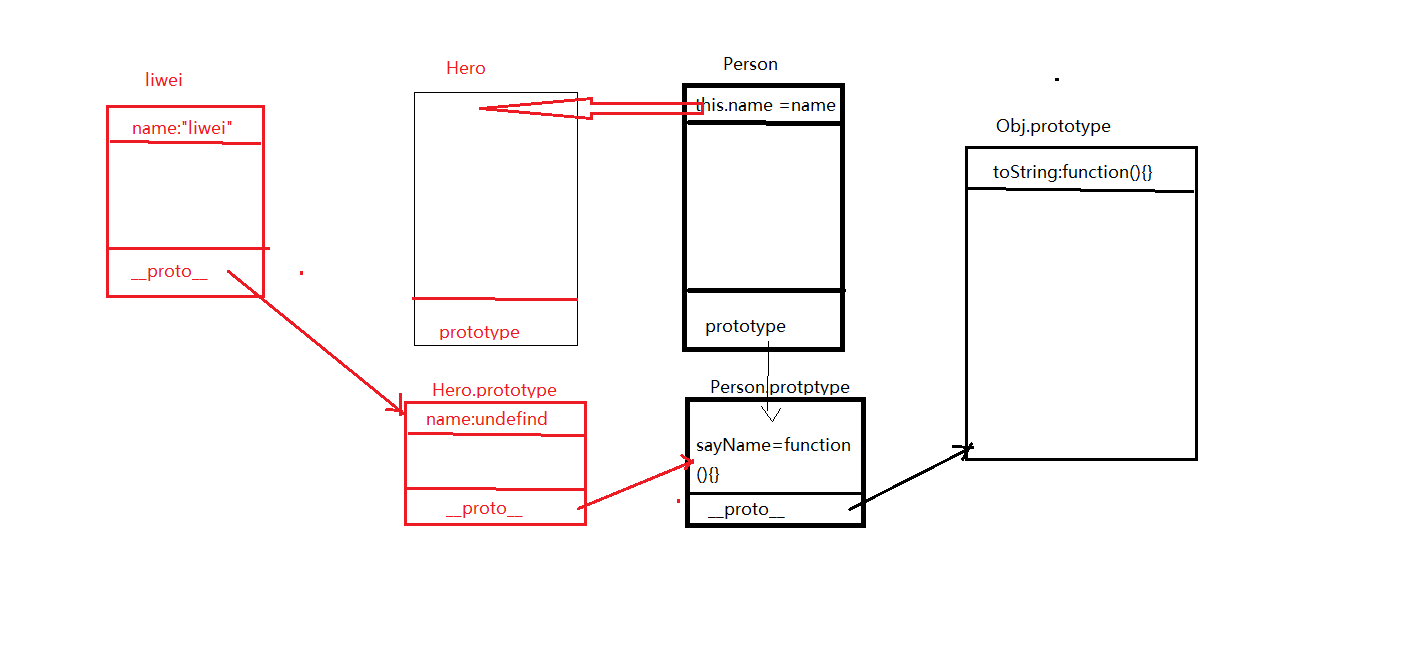 liwei
name:"liwei"
__proto__
Hero
prototype
Hero.prototype
name:undefind
__proto__
Person
this.name =name
prototype
Person.protptype
sayName=function
(){}
__proto__
Obj.prototype
toString:function(){}